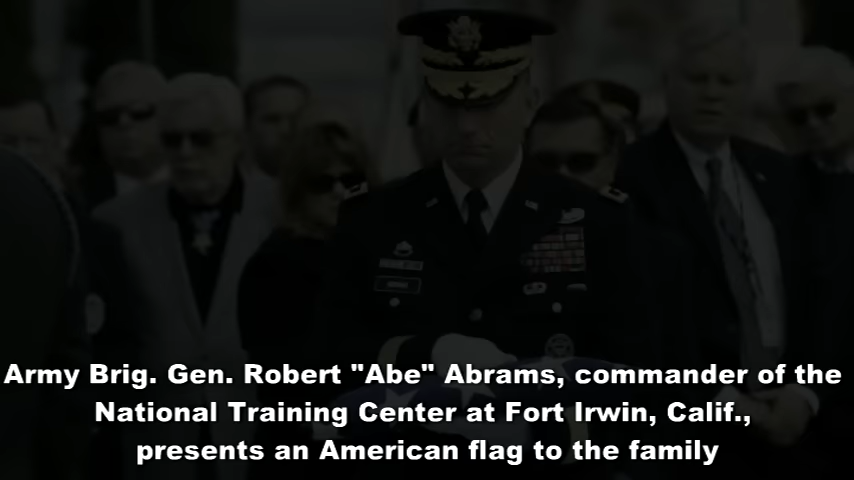 Army Brig. Gen. Robert "Abe" Abrams, commander of the
National Training Center at Fort Irwin, Calif.,
presents an American flag to the family